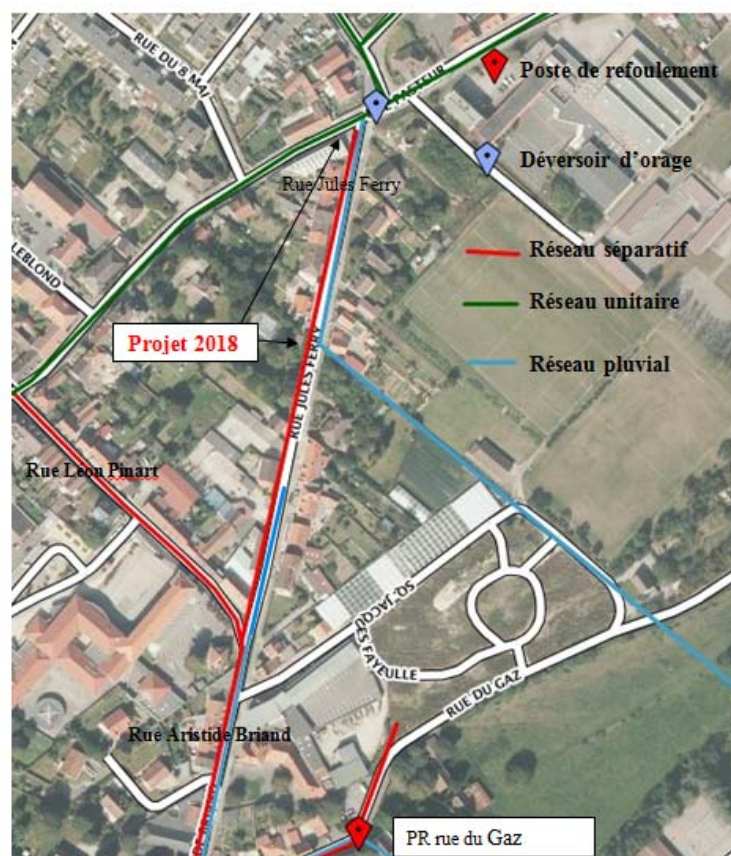 RUE DU 8 MAI
PASTEUR
Poste de refoulement
Déversoir d'orage
Rue Jules Ferry
LEBLOND
Réseau séparatif
Réseau unitaire
Projet 2018
RUE JULES FERRY
Réseau pluvial
Rue Léon Pinart
SQ. JACQUES FAYEULLE
RUE DU GAZ
Rue Aristide Briand
PR rue du Gaz